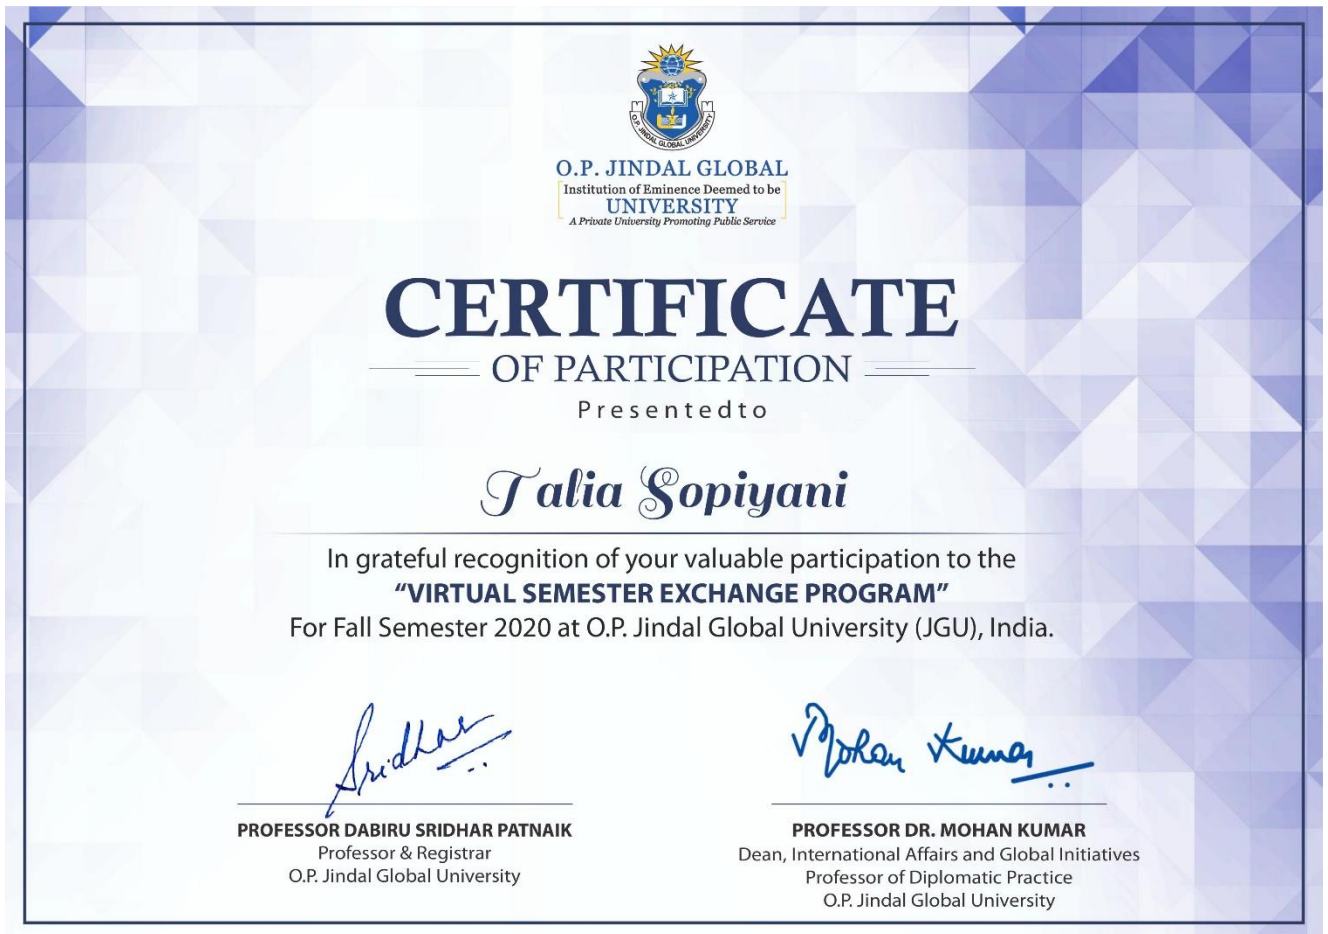 O.P. JINDAL GLOBAL UNIVERSITY
O.P. JINDAL GLOBAL
Institution of Eminence Deemed to be
UNIVERSITY
A Private University Promoting Public Service
CERTIFICATE
OF PARTICIPATION
Presentedto
Talia Sopiyani
In grateful recognition of your valuable participation to the
“VIRTUAL SEMESTER EXCHANGE PROGRAM”
For Fall Semester 2020 at O.P. Jindal Global University (JGU), India.
Sridhar
PROFESSOR DABIRU SRIDHAR PATNAIK
Professor & Registrar
O.P. Jindal Global University
Mohan Kumar
PROFESSOR DR. MOHAN KUMAR
Dean, International Affairs and Global Initiatives
Professor of Diplomatic Practice
O.P. Jindal Global University